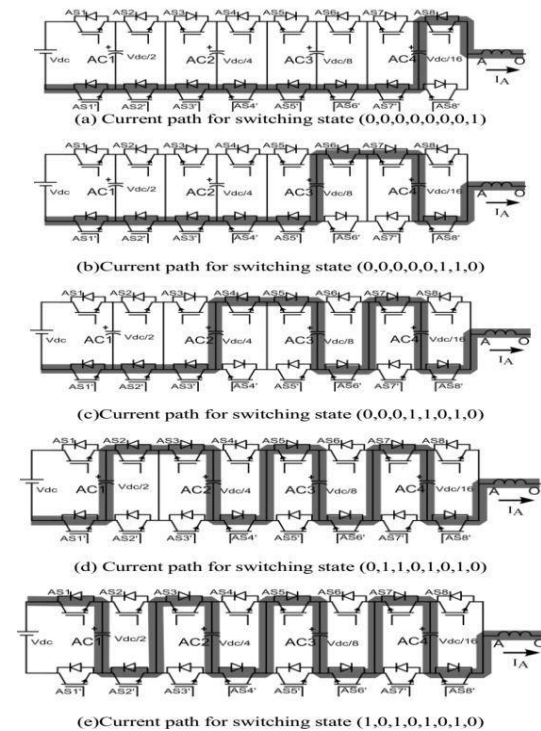 AS1 AS2 AS3 AS4 AS5 AS6 AS7 AS8
Vdc AC1 Vdc/2 AC2 Vdc/4 AC3 Vdc/8 AC4 Vdc/16 A O
IA
AS1' AS2' AS3' AS4' AS5' AS6' AS7' AS8'
(a) Current path for switching state (0,0,0,0,0,0,0,1)
AS1 AS2 AS3 AS4 AS5 AS6 AS7 AS8
Vdc AC1 Vdc/2 AC2 Vdc/4 AC3 Vdc/8 AC4 Vdc/16 A O
IA
AS1' AS2' AS3' AS4' AS5' AS6' AS7' AS8'
(b)Current path for switching state (0,0,0,0,0,1,1,0)
AS1 AS2 AS3 AS4 AS5 AS6 AS7 AS8
Vdc AC1 Vdc/2 AC2 Vdc/4 AC3 Vdc/8 AC4 Vdc/16 A O
IA
AS1' AS2' AS3' AS4' AS5' AS6' AS7' AS8'
(c)Current path for switching state (0,0,0,1,1,0,1,0)
AS1 AS2 AS3 AS4 AS5 AS6 AS7 AS8
Vdc AC1 Vdc/2 AC2 Vdc/4 AC3 Vdc/8 AC4 Vdc/16 A O
IA
AS1' AS2' AS3' AS4' AS5' AS6' AS7' AS8'
(d) Current path for switching state (0,1,1,0,1,0,1,0)
AS1 AS2 AS3 AS4 AS5 AS6 AS7 AS8
Vdc AC1 Vdc/2 AC2 Vdc/4 AC3 Vdc/8 AC4 Vdc/16 A O
IA
AS1' AS2' AS3' AS4' AS5' AS6' AS7' AS8'
(e)Current path for switching state (1,0,1,0,1,0,1,0)